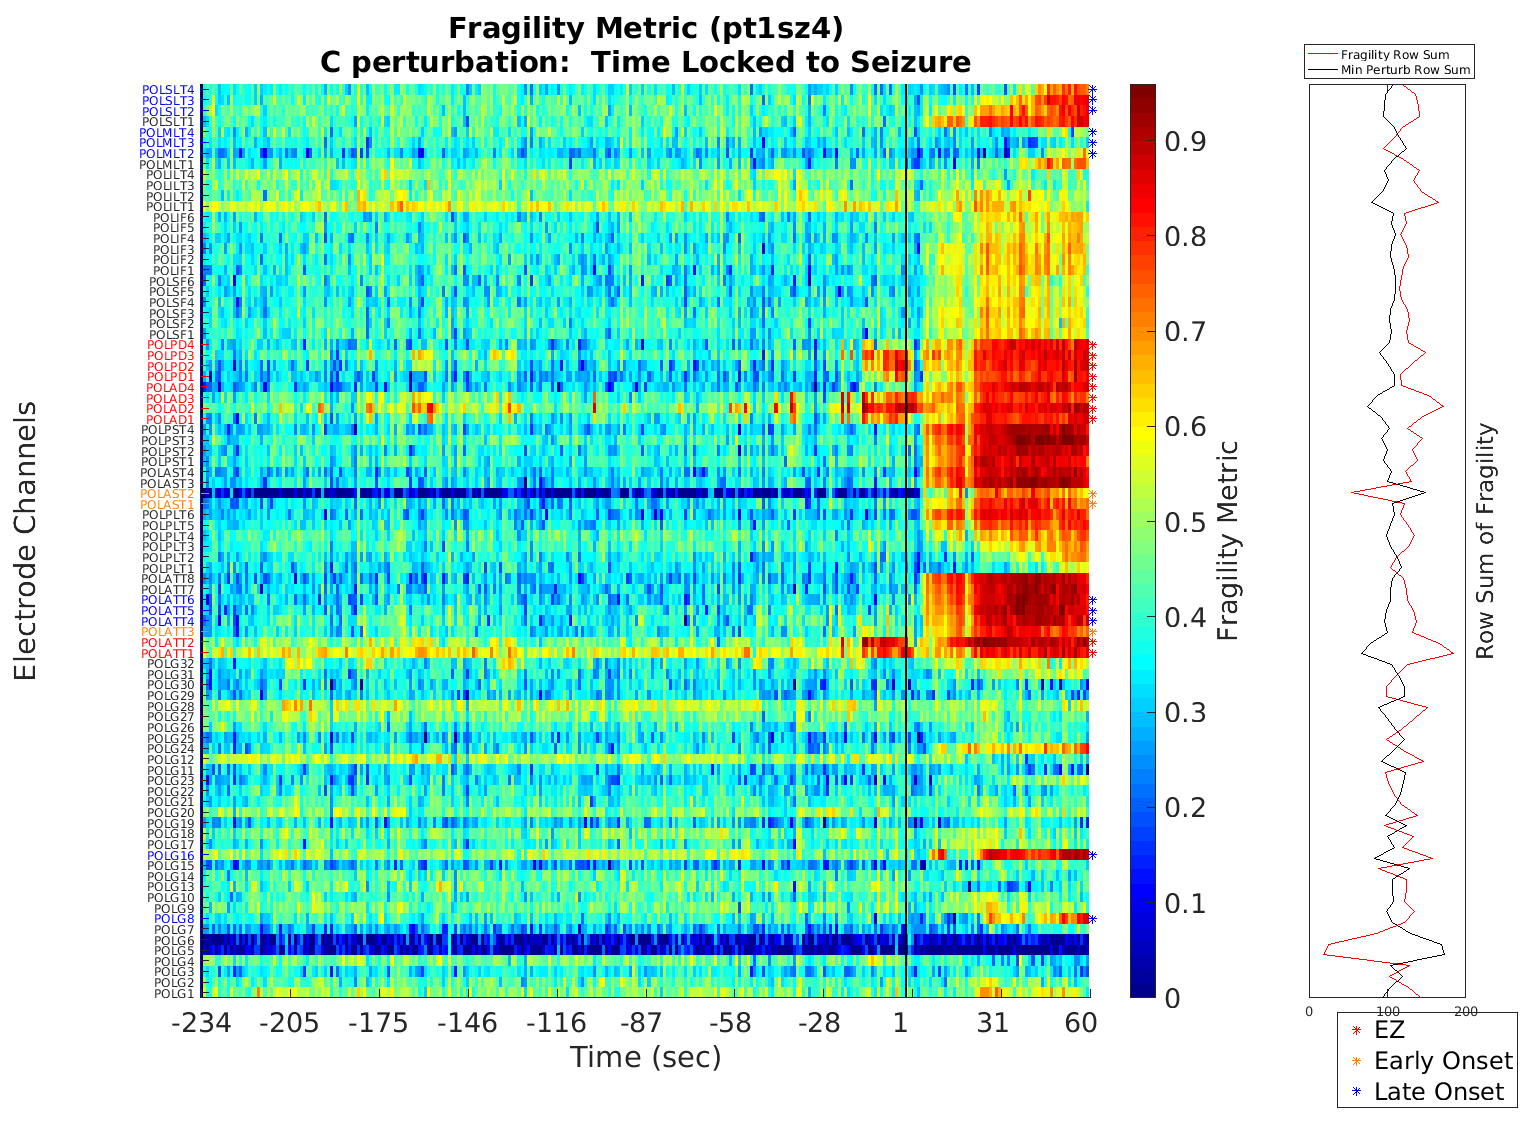 Fragility Metric (pt1sz4)
C perturbation:  Time Locked to Seizure
Fragility Row Sum
Min Perturb Row Sum
Electrode Channels
POLSLT4
POLSLT3
POLSLT2
POLSLT1
POLMLT4
POLMLT3
POLMLT2
POLMLT1
POLILT4
POLILT3
POLILT2
POLILT1
POLIF6
POLIF5
POLIF4
POLIF3
POLIF2
POLIF1
POLSF6
POLSF5
POLSF4
POLSF3
POLSF2
POLSF1
POLPD4
POLPD3
POLPD2
POLPD1
POLAD4
POLAD3
POLAD2
POLAD1
POLPST4
POLPST3
POLPST2
POLPST1
POLAST4
POLAST3
POLAST2
POLAST1
POLPLT6
POLPLT5
POLPLT4
POLPLT3
POLPLT2
POLPLT1
POLATT8
POLATT7
POLATT6
POLATT5
POLATT4
POLATT3
POLATT2
POLATT1
POLG32
POLG31
POLG30
POLG29
POLG28
POLG27
POLG26
POLG25
POLG24
POLG12
POLG11
POLG23
POLG22
POLG21
POLG20
POLG19
POLG18
POLG17
POLG16
POLG15
POLG14
POLG13
POLG10
POLG9
POLG8
POLG7
POLG6
POLG5
POLG4
POLG3
POLG2
POLG1
-234 -205 -175 -146 -116 -87 -58 -28 1 31 60
Time (sec)
0.9
0.8
0.7
0.6
0.5
0.4
0.3
0.2
0.1
0
Fragility Metric
Row Sum of Fragility
0 100 200
EZ
Early Onset
Late Onset